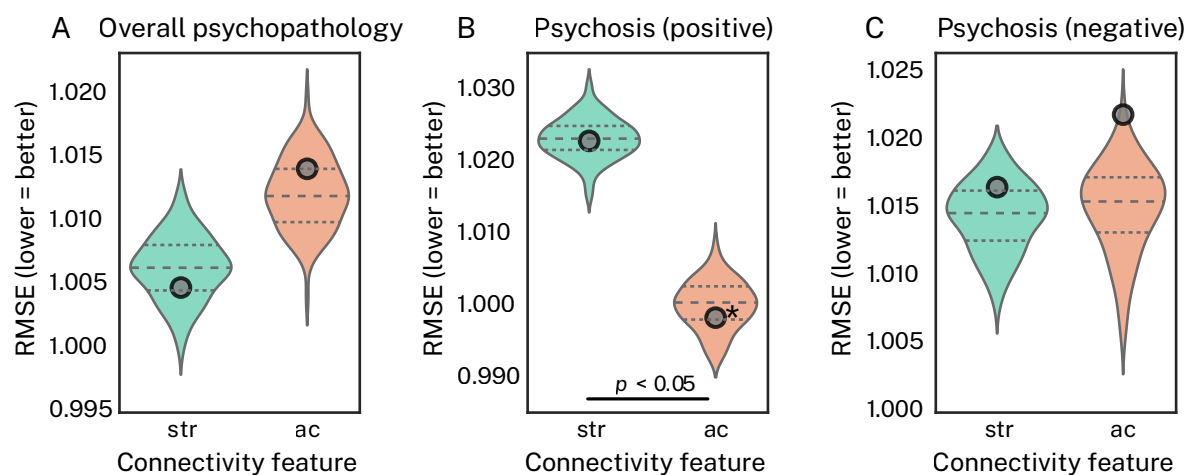 A Overall psychopathology
RMSE (lower = better)
1.020
1.015
1.010
1.005
1.000
0.995
str ac
Connectivity feature
B Psychosis (positive)
RMSE (lower = better)
1.030
1.020
1.010
1.000
0.990
*
p < 0.05
str ac
Connectivity feature
C Psychosis (negative)
RMSE (lower = better)
1.025
1.020
1.015
1.010
1.005
1.000
str ac
Connectivity feature